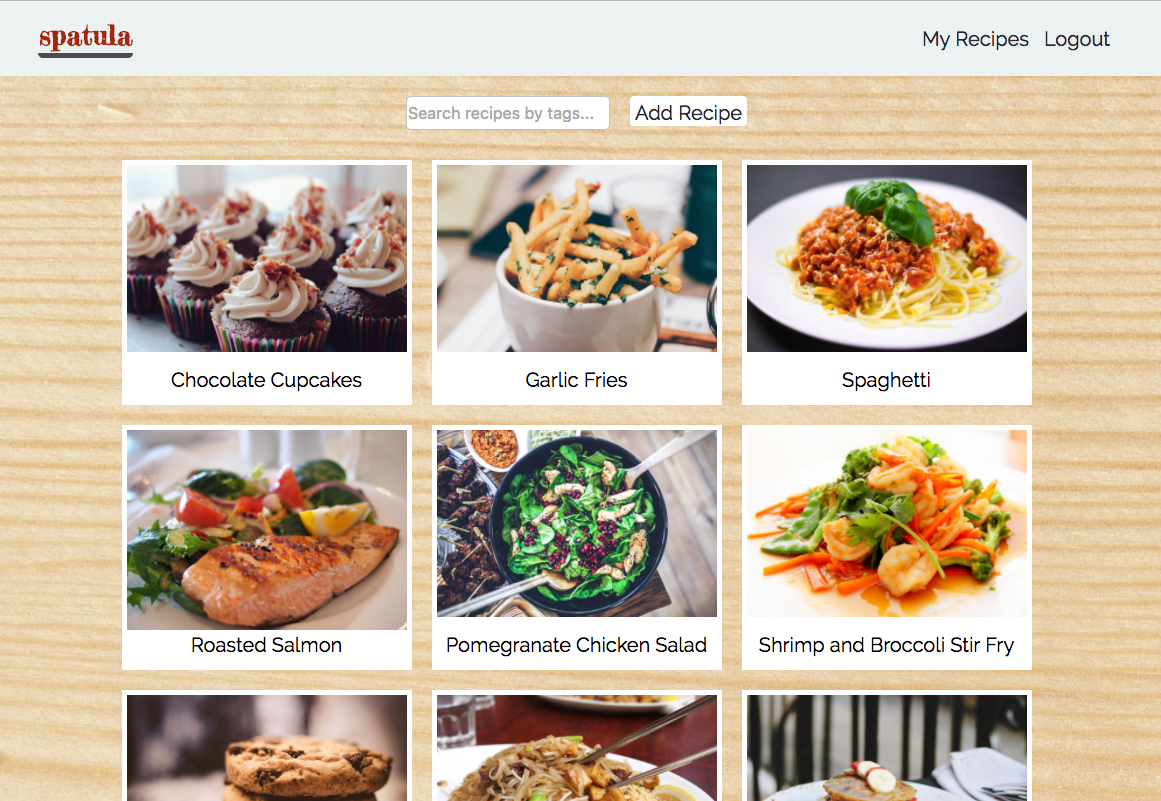 spatula
My Recipes Logout
Search recipes by tags... Add Recipe
Chocolate Cupcakes
Garlic Fries
Spaghetti
Roasted Salmon
Pomegranate Chicken Salad
Shrimp and Broccoli Stir Fry